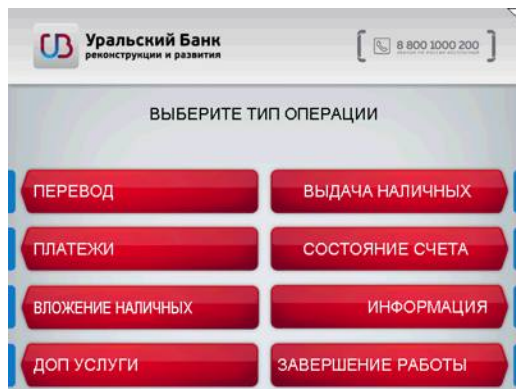 Уральский Банк
реконструкции и развития
8 800 1000 200
ВЫБЕРИТЕ ТИП ОПЕРАЦИИ
ПЕРЕВОД
ВЫДАЧА НАЛИЧНЫХ
ПЛАТЕЖИ
СОСТОЯНИЕ СЧЕТА
ВЛОЖЕНИЕ НАЛИЧНЫХ
ИНФОРМАЦИЯ
ДОП УСЛУГИ
ЗАВЕРШЕНИЕ РАБОТЫ